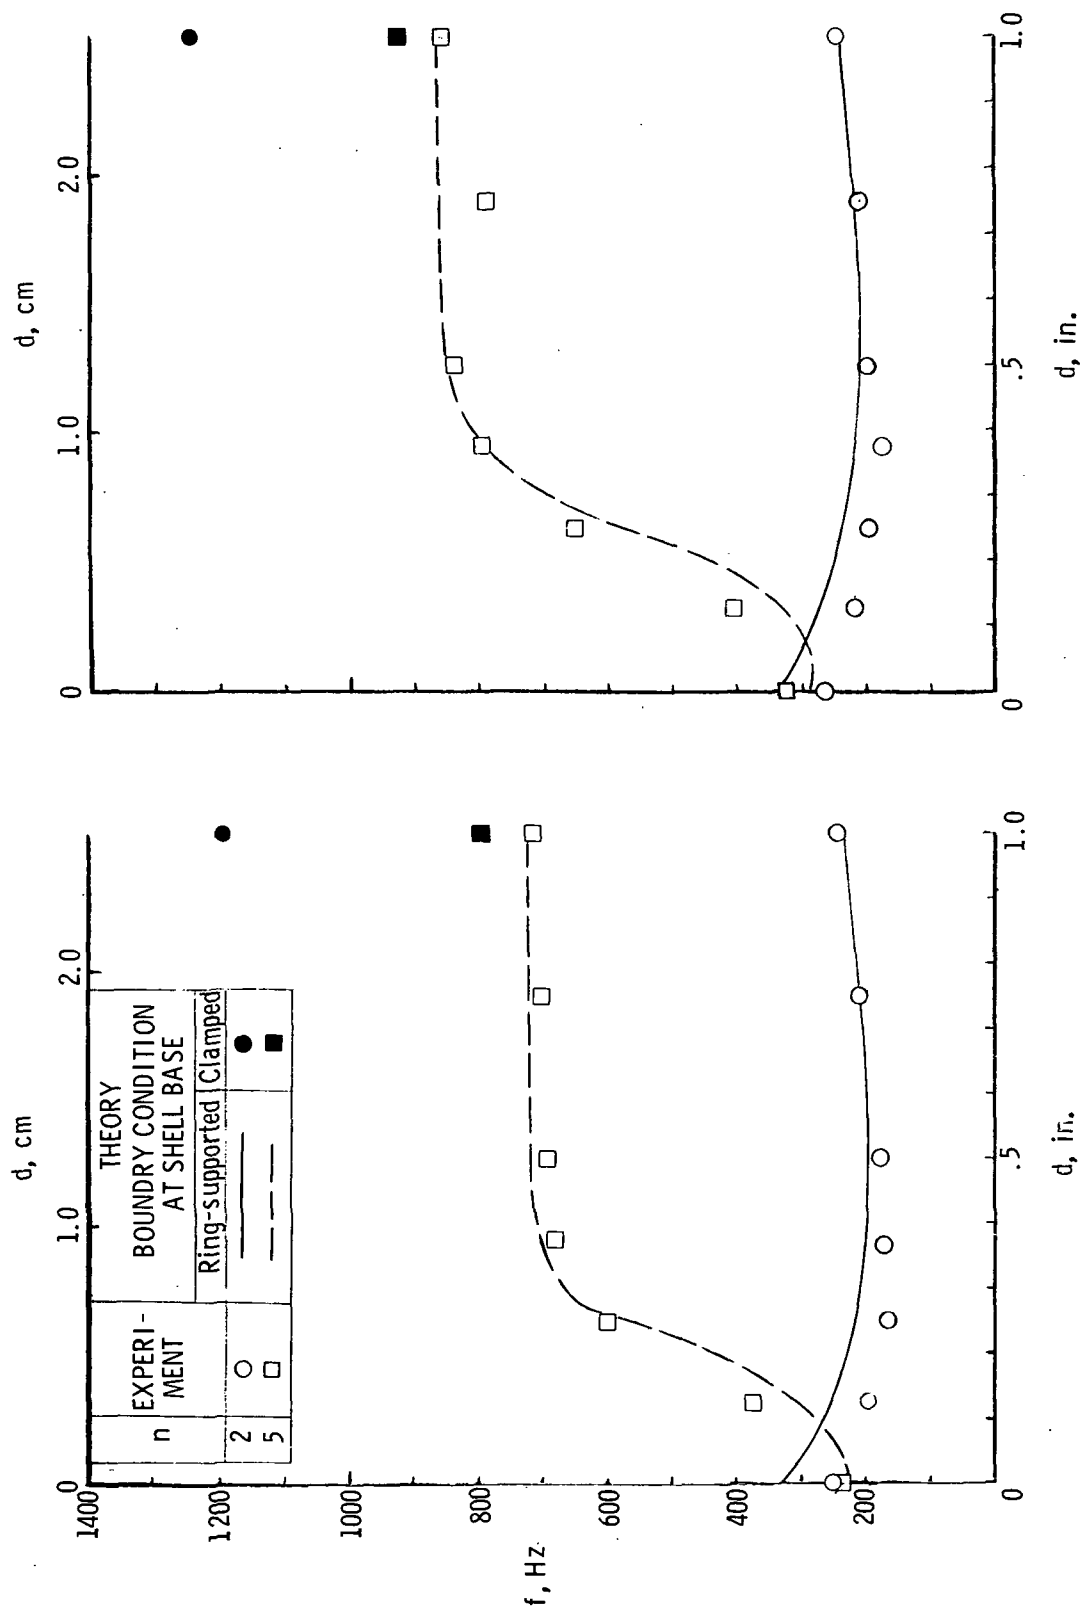 d, cm
0
1.0
2.0
n
EXPERI-
MENT
THEORY
BOUNDRY CONDITION
AT SHELL BASE
Ring-supported
Clamped
2
5
1400
1200
1000
800
600
400
200
0
f, Hz
0
.5
1.0
d, in.
d, cm
0
1.0
2.0
0
.5
1.0
d, in.